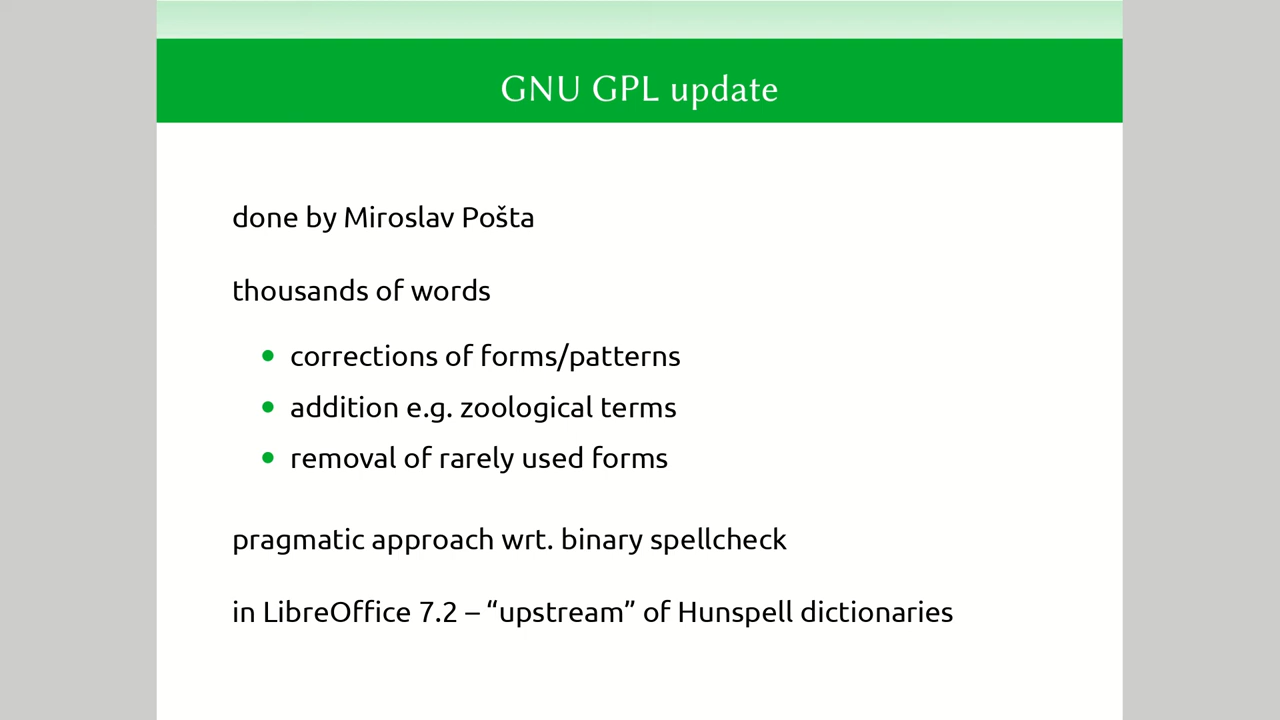 GNU GPL update
done by Miroslav Pošta
thousands of words
• corrections of forms/patterns
• addition e.g. zoological terms
• removal of rarely used forms
pragmatic approach wrt. binary spellcheck
in LibreOffice 7.2 – “upstream” of Hunspell dictionaries